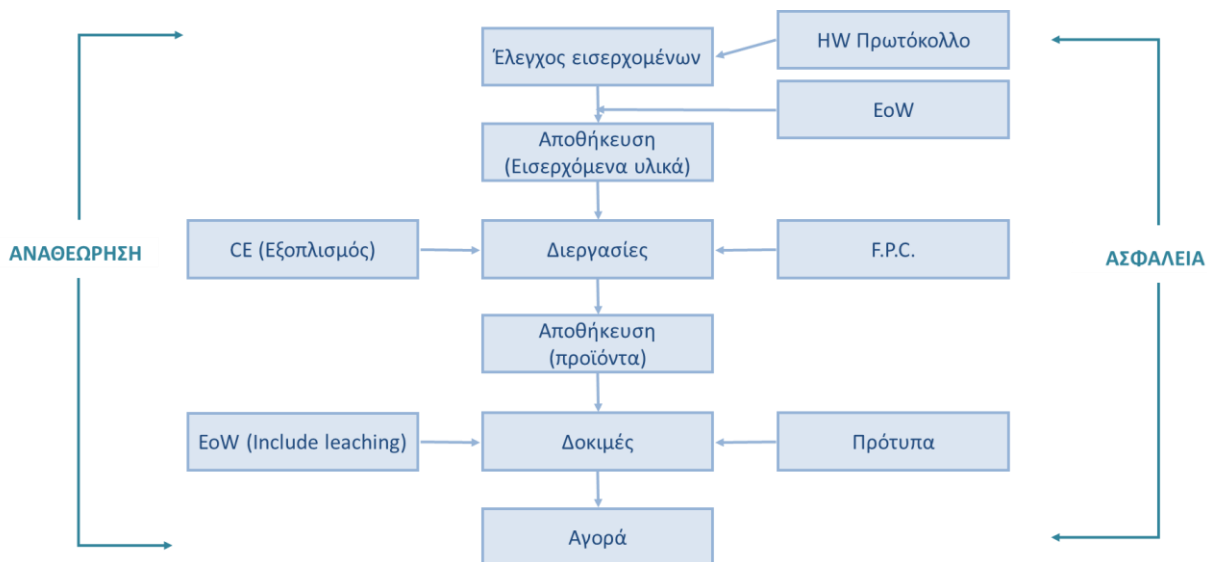 HW Πρωτόκολλο
Έλεγχος εισερχομένων
EoW
Αποθήκευση
(Εισερχόμενα υλικά)
ΑΝΑΘΕΩΡΗΣΗ
CE (Εξοπλισμός)
Διεργασίες
F.P.C.
ΑΣΦΑΛΕΙΑ
Αποθήκευση
(προϊόντα)
EoW (Include leaching)
Δοκιμές
Πρότυπα
Αγορά